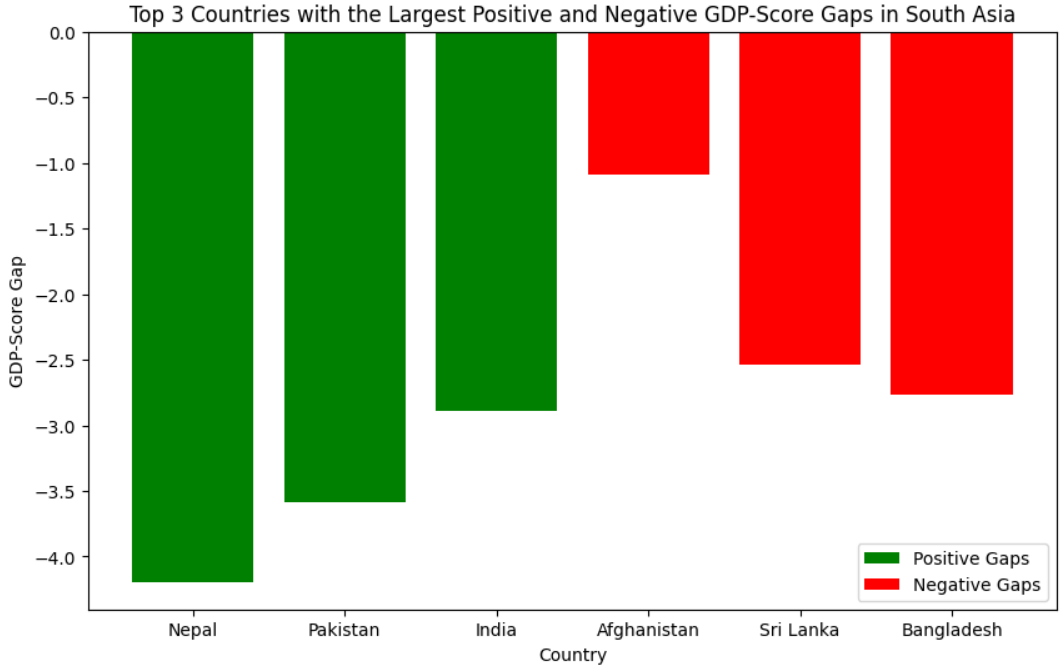 Top 3 Countries with the Largest Positive and Negative GDP-Score Gaps in South Asia
0.0
−0.5
−1.0
−1.5
−2.0
−2.5
−3.0
−3.5
−4.0
GDP-Score Gap
Positive Gaps
Negative Gaps
Nepal Pakistan India Afghanistan Sri Lanka Bangladesh
Country